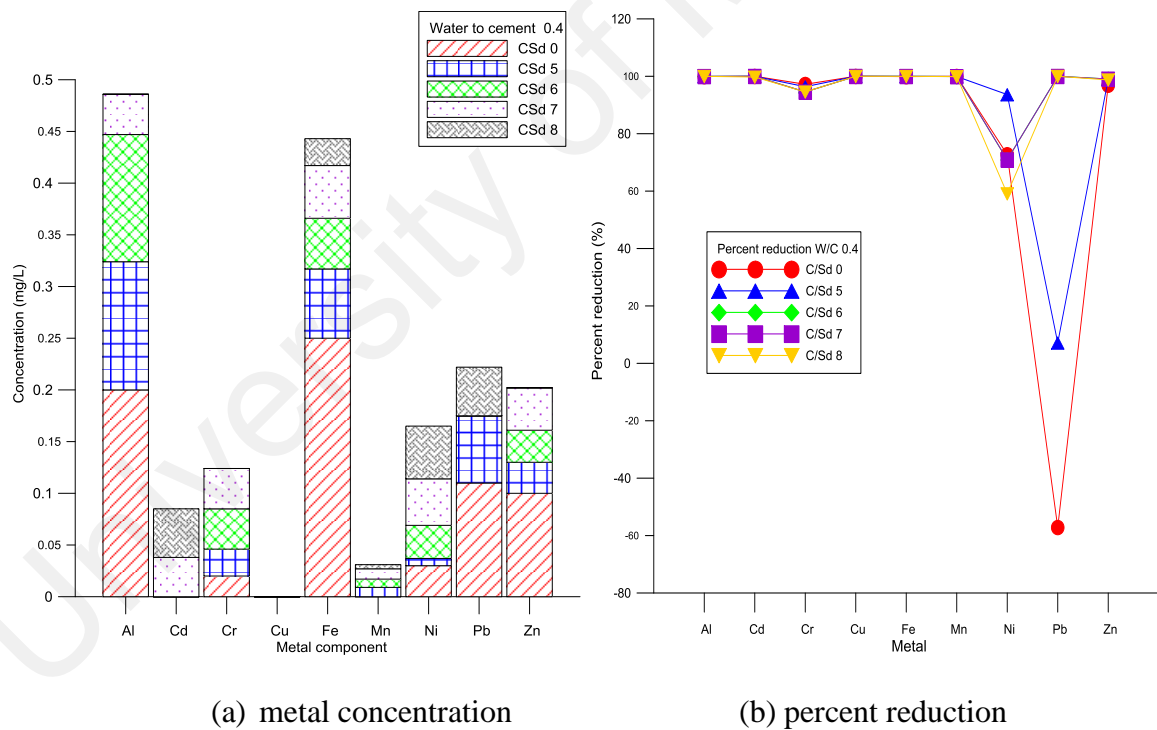 Water to cement 0.4
CSd 0
CSd 5
CSd 6
CSd 7
CSd 8
0.5
0.45
0.4
0.35
0.3
0.25
0.2
0.15
0.1
0.05
0
Concentration (mg/L)
Al Cd Cr Cu Fe Mn Ni Pb Zn
Metal component
(a) metal concentration
120
100
80
60
40
20
0
-20
-40
-60
-80
Percent reduction (%)
Percent reduction W/C 0.4
C/Sd 0
C/Sd 5
C/Sd 6
C/Sd 7
C/Sd 8
Al Cd Cr Cu Fe Mn Ni Pb Zn
Metal
(b) percent reduction
University of